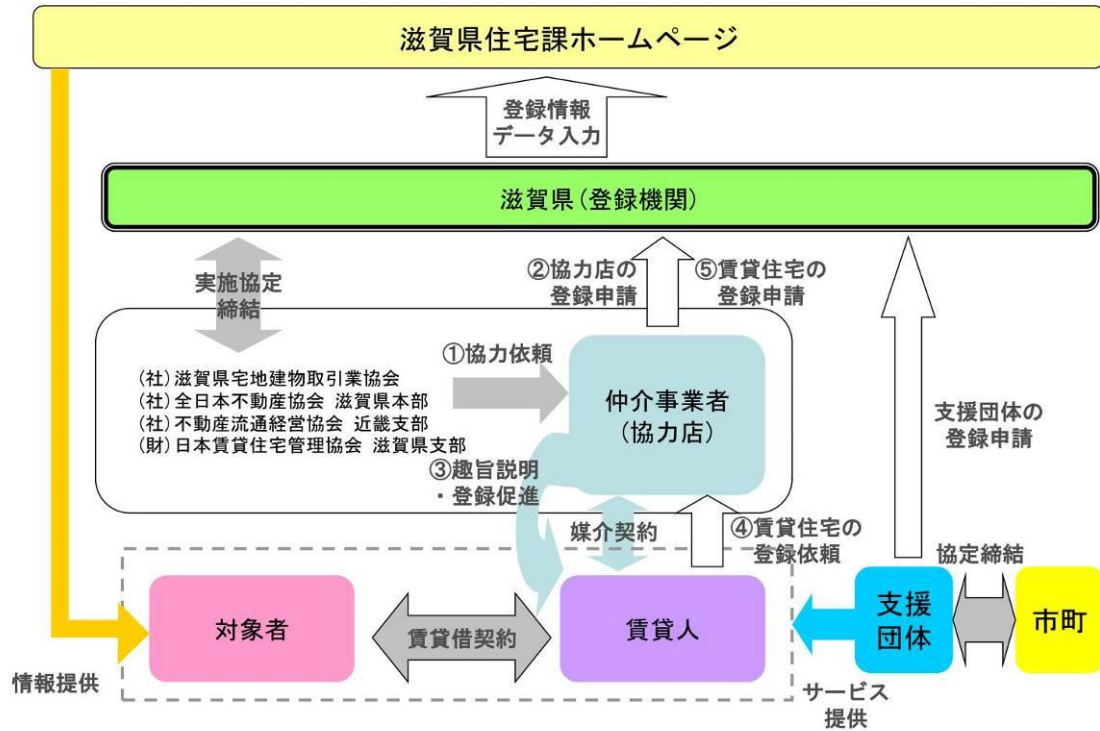 滋賀県住宅課ホームページ
登録情報
データ入力
滋賀県(登録機関)
実施協定
締結
②協力店の
登録申請
⑤賃貸住宅の
登録申請
①協力依頼
(社)滋賀県宅地建物取引業協会
(社)全日本不動産協会 滋賀県本部
(社)不動産流通経営協会 近畿支部
(財)日本賃貸住宅管理協会 滋賀県支部
仲介事業者
(協力店)
支援団体の
登録申請
③趣旨説明
・登録促進
媒介契約
④賃貸住宅の
登録依頼
協定締結
対象者
賃貸借契約
賃貸人
支援
団体
市町
情報提供
サービス
提供